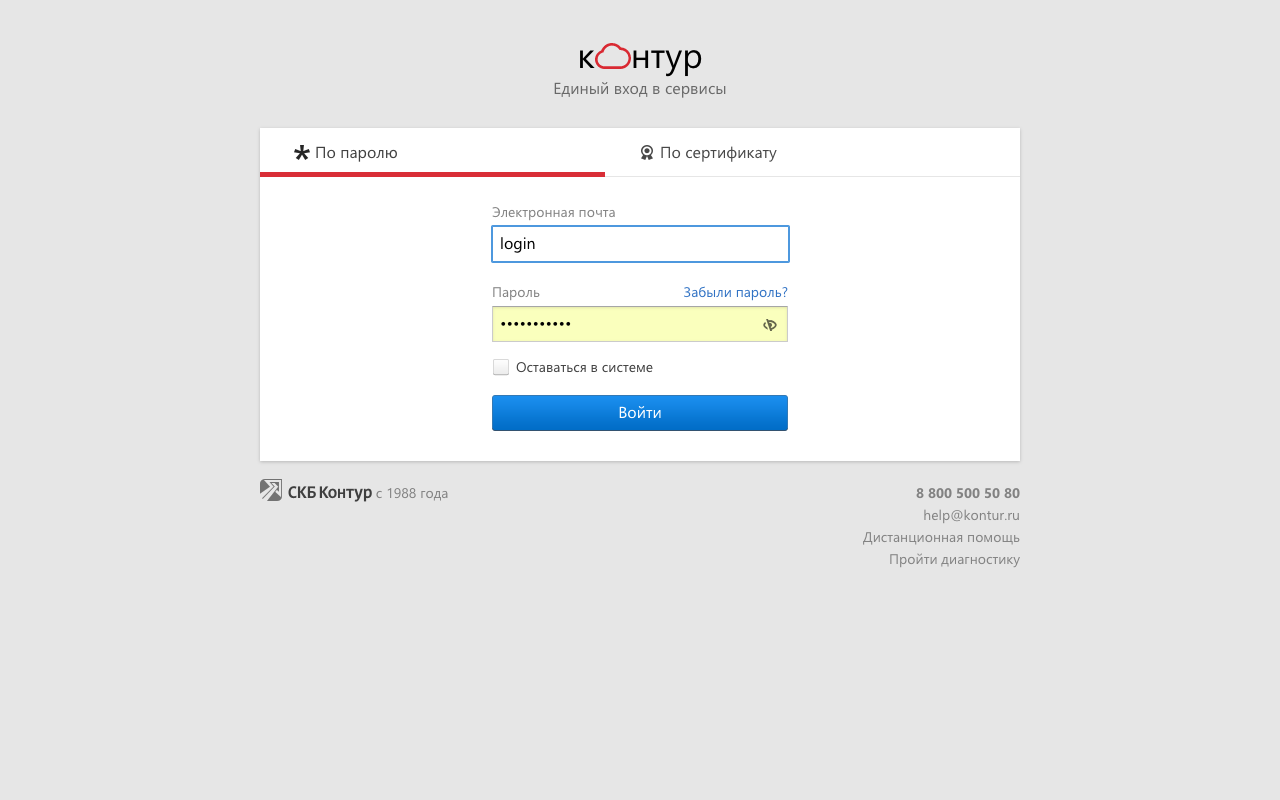 контур
Единый вход в сервисы
По паролю
По сертификату
Электронная почта
login
Пароль
Забыли пароль?
•••••••••••
Оставаться в системе
Войти
СКБ Контур с 1988 года
8 800 500 50 80
help@kontur.ru
Дистанционная помощь
Пройти диагностику